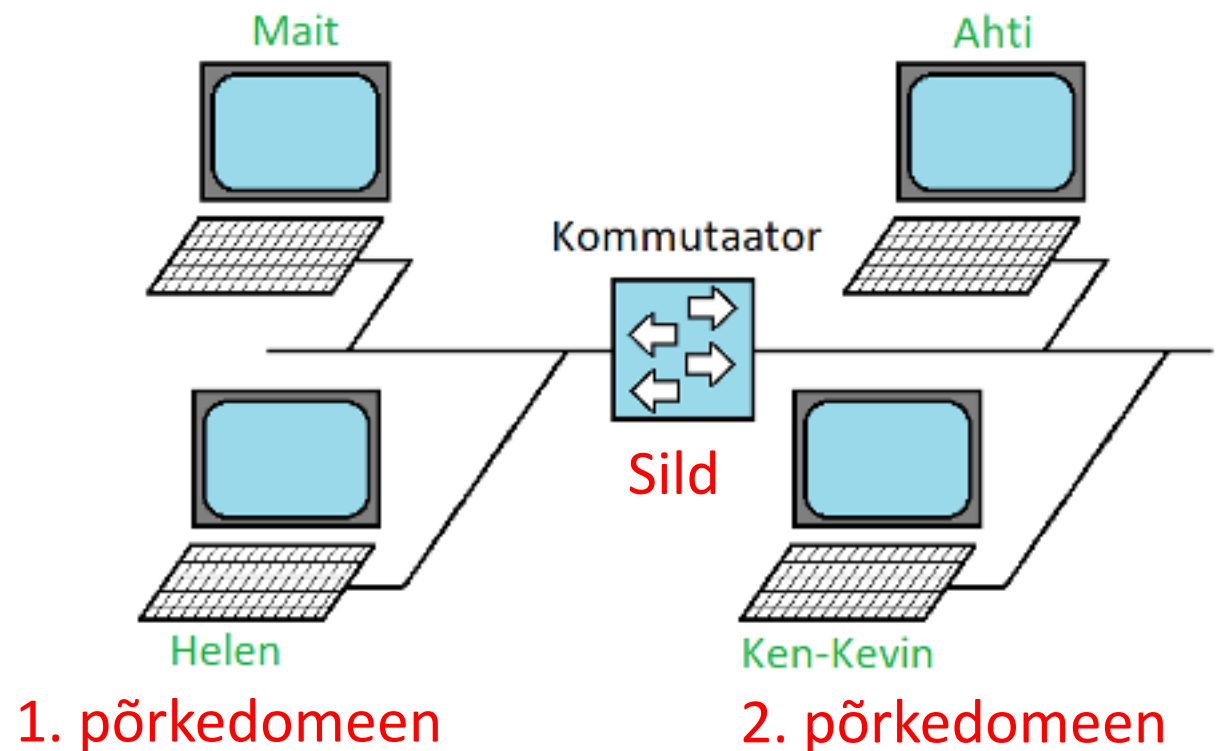 Mait
Ahti
Kommutaator
Sild
Helen
Ken-Kevin
1. põrkedomeen
2. põrkedomeen